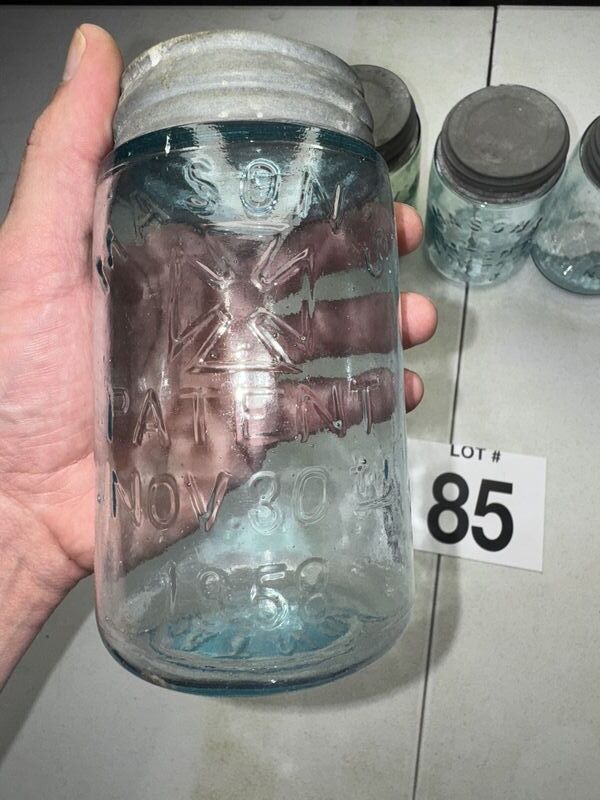 MASON'S
PATENT
NOV 30TH
1858
LOT #
85